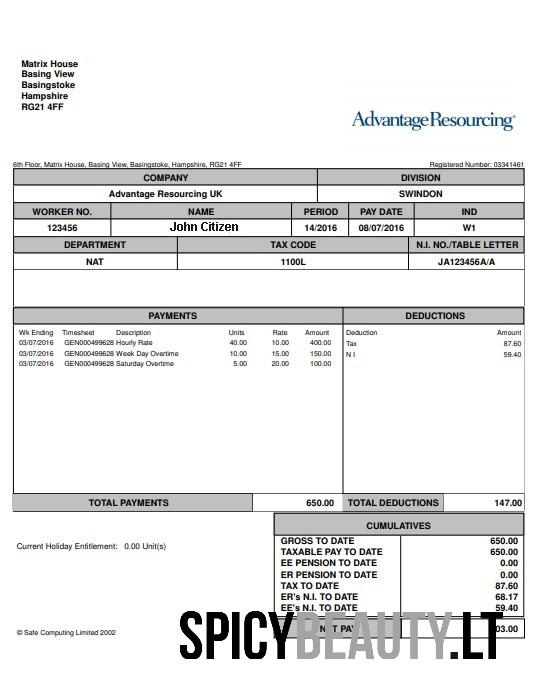 Matrix House
Basing View
Basingstoke
Hampshire
RG21 4FF
Advantage Resourcing
6th Floor, Matrix House, Basing View, Basingstoke, Hampshire, RG21 4FF Registered Number: 03341461
COMPANY DIVISION
Advantage Resourcing UK SWINDON
WORKER NO. NAME PERIOD PAY DATE IND
123456 John Citizen 14/2016 08/07/2016 W1
DEPARTMENT TAX CODE N.I. NO./TABLE LETTER
NAT 1100L JA123456A/A
PAYMENTS DEDUCTIONS
Wk Ending Timesheet Description Units Rate Amount Deduction Amount
03/07/2016 GEN000499628 Hourly Rate 40.00 10.00 400.00 Tax 87.60
03/07/2016 GEN000499628 Week Day Overtime 10.00 15.00 150.00 N I 59.40
03/07/2016 GEN000499628 Saturday Overtime 5.00 20.00 100.00
TOTAL PAYMENTS 650.00 TOTAL DEDUCTIONS 147.00
CUMULATIVES
Current Holiday Entitlement: 0.00 Unit(s)
GROSS TO DATE 650.00
TAXABLE PAY TO DATE 650.00
EE PENSION TO DATE 0.00
ER PENSION TO DATE 0.00
TAX TO DATE 87.60
ER's N.I. TO DATE 68.17
EE's N.I. TO DATE 59.40
© Safe Computing Limited 2002
SPICYBEAUTY.LT